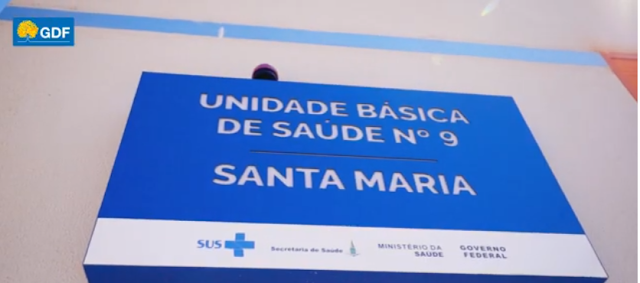 GDF
UNIDADE BÁSICA
DE SAÚDE Nº 9
SANTA MARIA
SUS
Secretaria de Saúde
MINISTÉRIO DA
SAÚDE
GOVERNO
FEDERAL